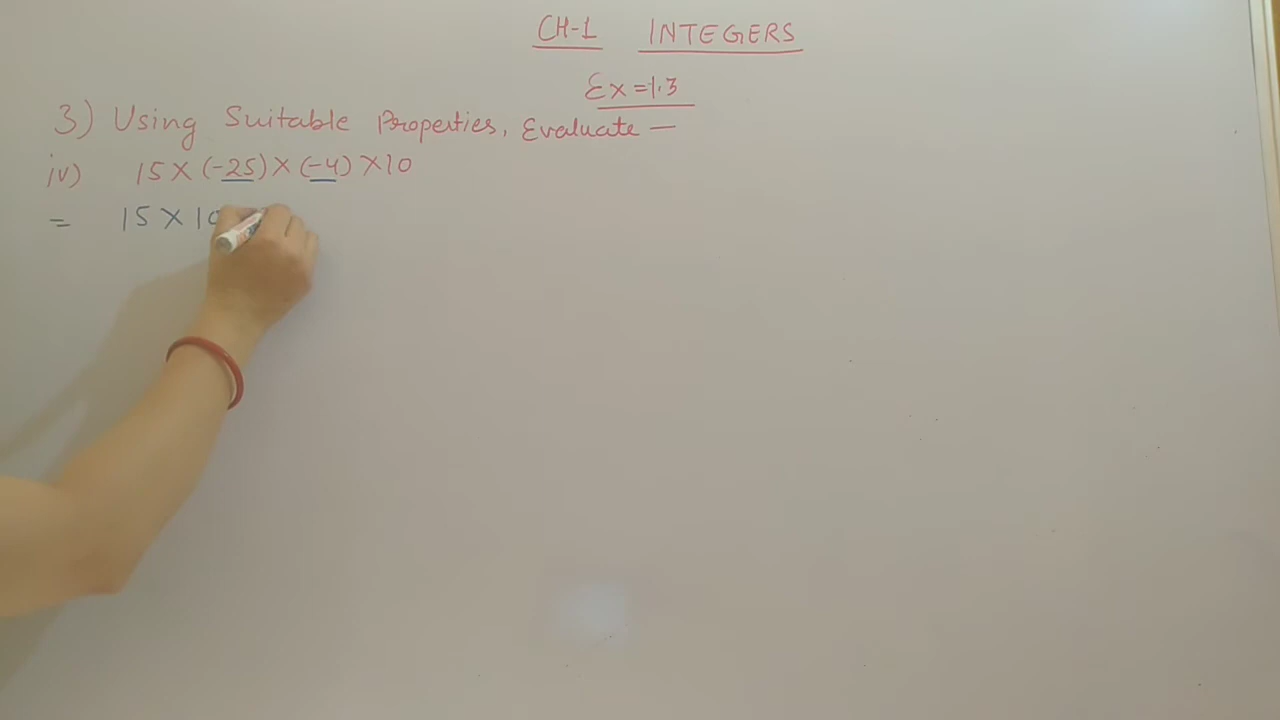 CH-1 INTEGERS
Ex = 1.3
3) Using Suitable Properties, Evaluate —
iv) 15 × (-25) × (-4) × 10
= 15 × 10